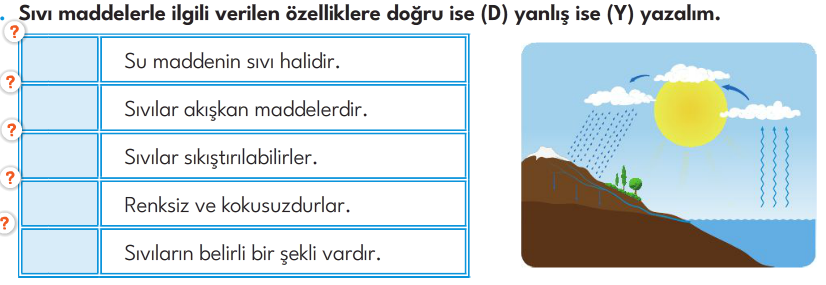 . Sıvı maddelerle ilgili verilen özelliklere doğru ise (D) yanlış ise (Y) yazalım.
?
Su maddenin sıvı halidir.
?
Sıvılar akışkan maddelerdir.
?
Sıvılar sıkıştırılabilirler.
?
Renksiz ve kokusuzdurlar.
?
Sıvıların belirli bir şekli vardır.